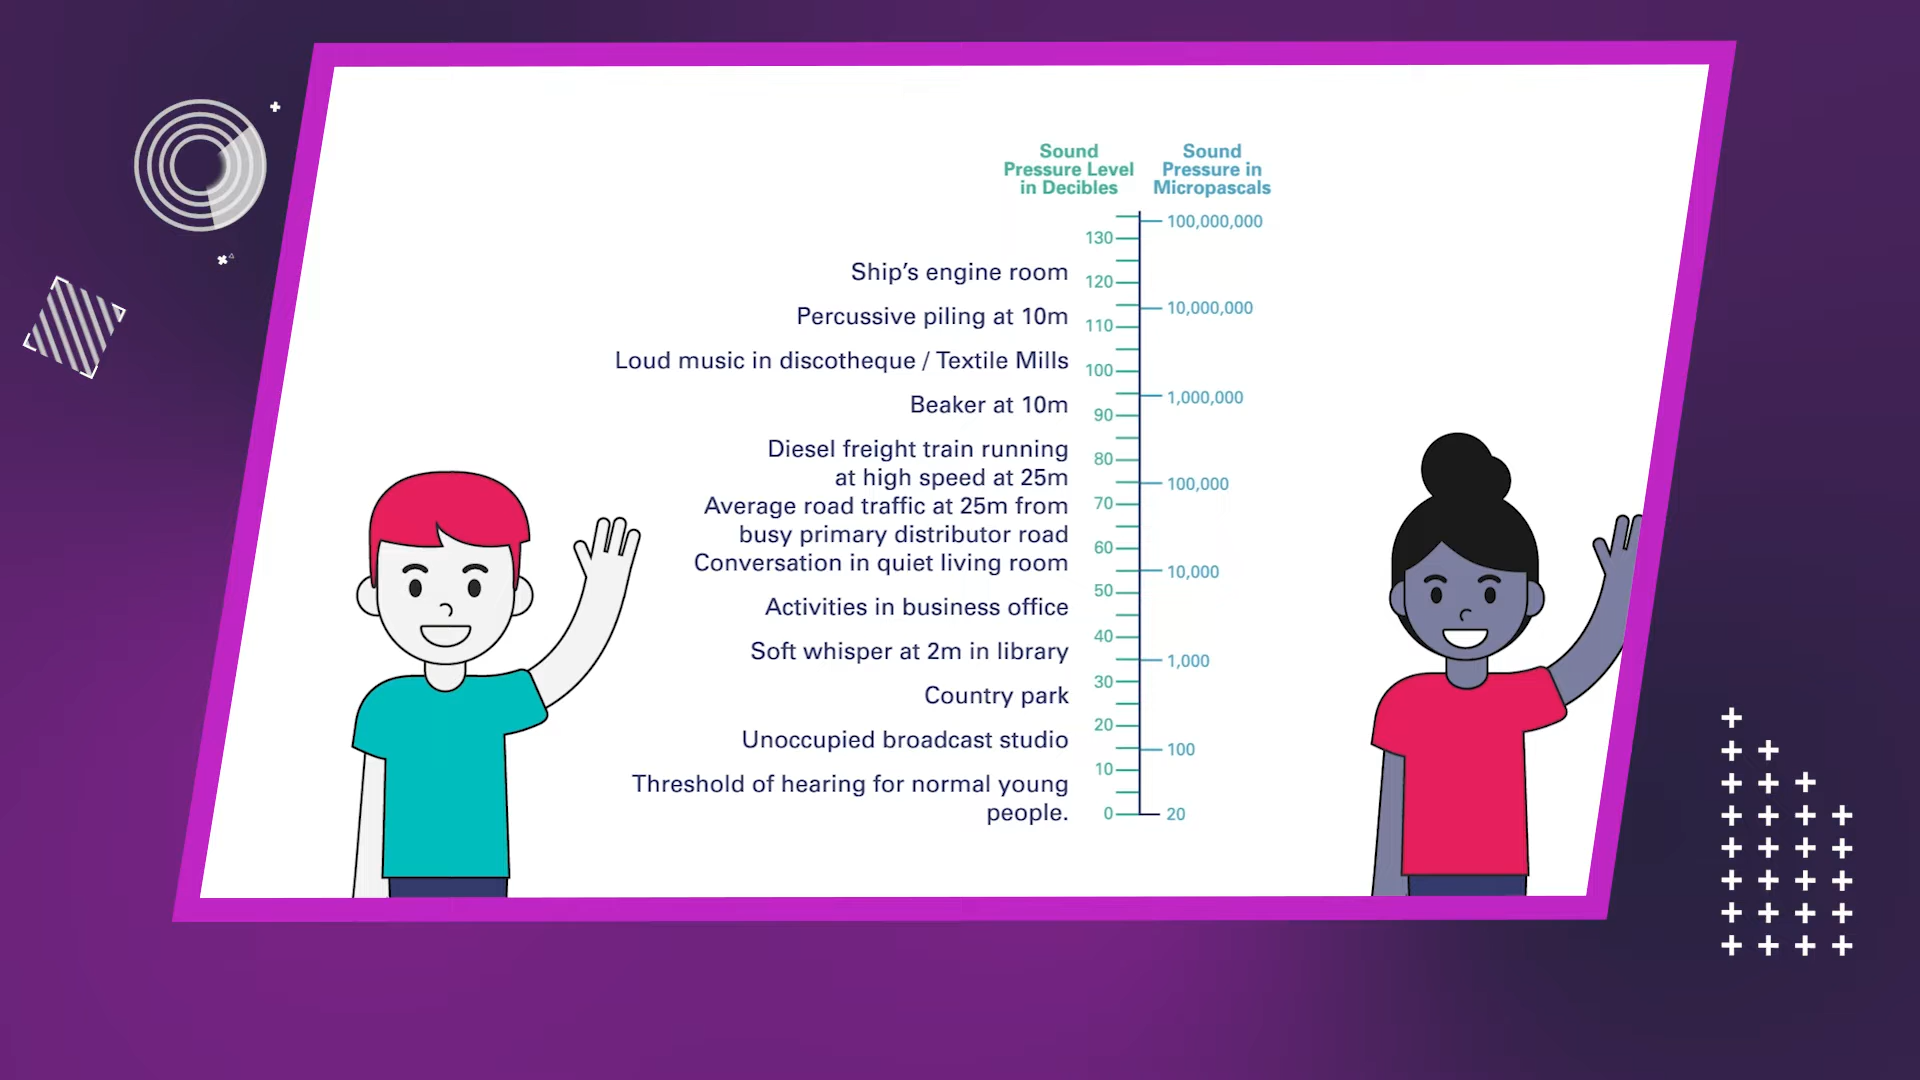 Sound
Pressure Level
in Decibles
Sound
Pressure in
Micropascals
100,000,000
130
Ship's engine room
120
10,000,000
Percussive piling at 10m
110
Loud music in discotheque / Textile Mills
100
1,000,000
Beaker at 10m
90
Diesel freight train running
at high speed at 25m
80
100,000
Average road traffic at 25m from
busy primary distributor road
70
60
Conversation in quiet living room
10,000
50
Activities in business office
40
Soft whisper at 2m in library
1,000
30
Country park
20
Unoccupied broadcast studio
100
10
Threshold of hearing for normal young
people.
0
20